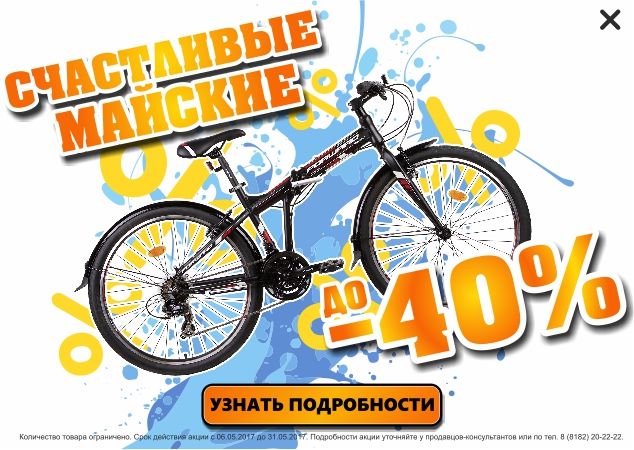 СЧАСТЛИВЫЕ
МАЙСКИЕ
ДО
-40%
УЗНАТЬ ПОДРОБНОСТИ
Количество товара ограничено. Срок действия акции с 06.05.2017 до 31.05.2017. Подробности акции уточняйте у продавцов-консультантов или по тел. 8 (8182) 20-22-22.